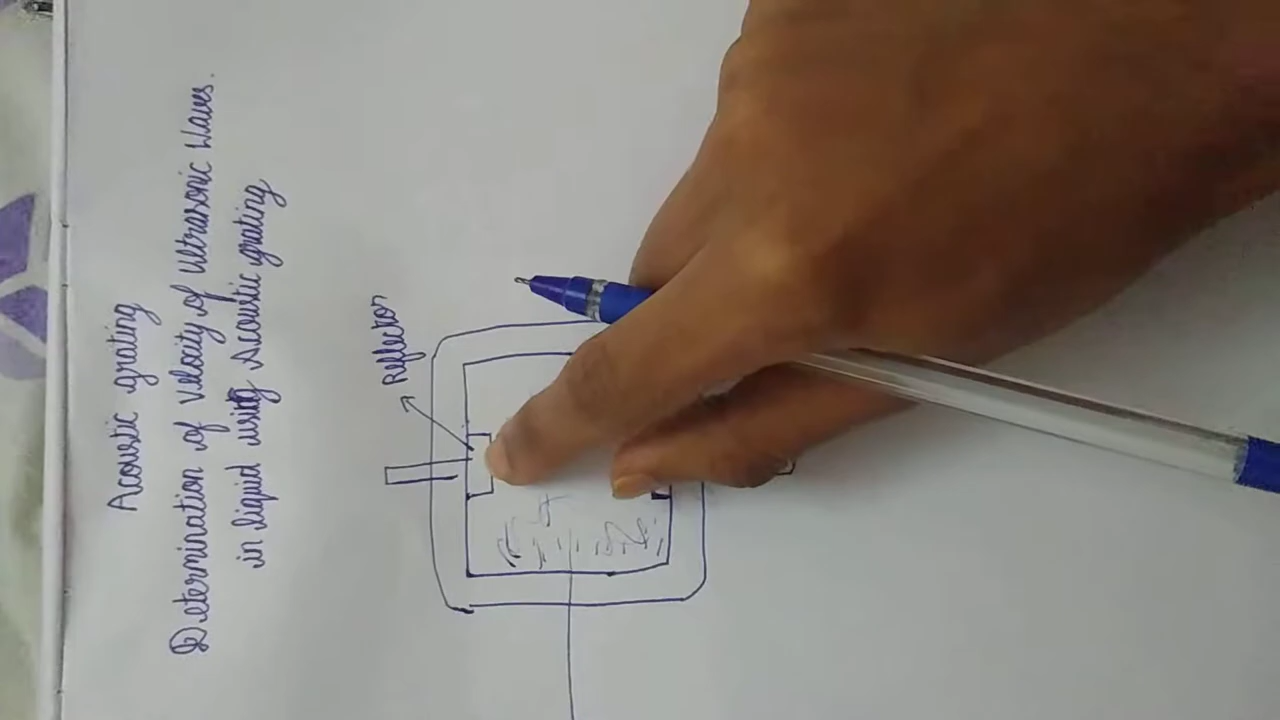 Acoustic grating
Determination of Velocity of Ultrasonic Waves.
in liquid using Acoustic grating
Reflector